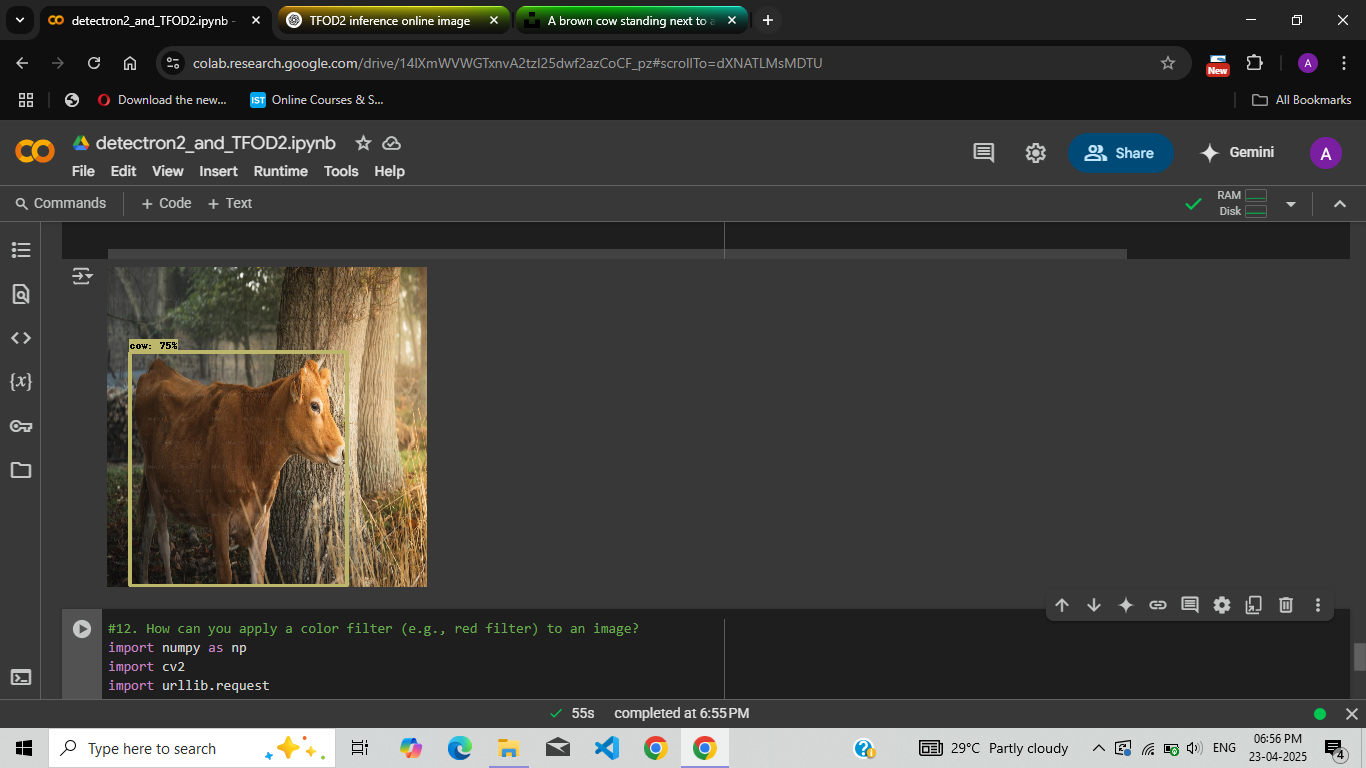 detectron2_and_TFOD2.ipynb -
TFOD2 inference online image
A brown cow standing next to a
colab.research.google.com/drive/14lXmWVWGTxnvA2tzl25dwf2azCoCF_pz#scrollTo=dXNATLMsMDTU
New
A
Download the new...
IST
Online Courses & S...
All Bookmarks
detectron2_and_TFOD2.ipynb
File Edit View Insert Runtime Tools Help
Share
Gemini
A
Commands
+ Code + Text
RAM
Disk
{x}
cow: 75%
#12. How can you apply a color filter (e.g., red filter) to an image?
import numpy as np
import cv2
import urllib.request
55s completed at 6:55 PM
Type here to search
29°C Partly cloudy
ENG
06:56 PM
23-04-2025
4